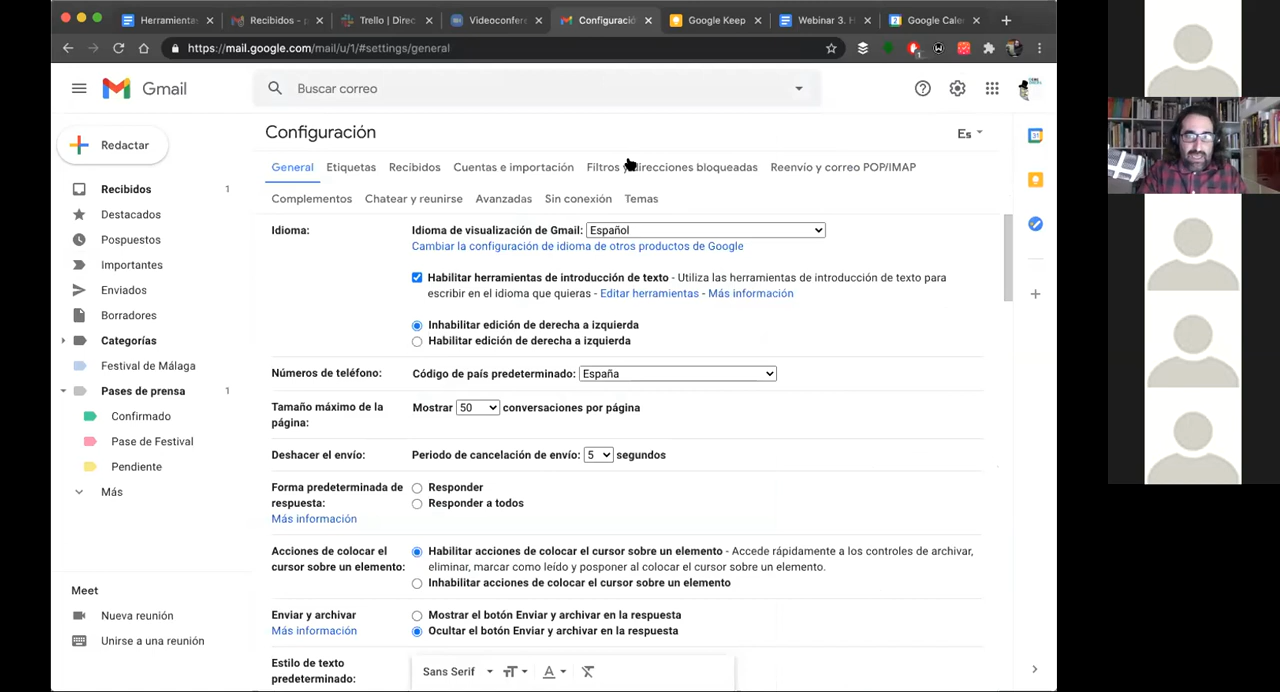 Herramientas
Recibidos - p
Trello | Direc
Videoconfere
Configuració
Google Keep
Webinar 3. H
Google Cale
https://mail.google.com/mail/u/1/#settings/general
1
Gmail
Buscar correo
Redactar
Recibidos 1
Destacados
Pospuestos
Importantes
Enviados
Borradores
Categorías
Festival de Málaga
Pases de prensa 1
Confirmado
Pase de Festival
Pendiente
Más
Meet
Nueva reunión
Unirse a una reunión
Configuración
Es
General Etiquetas Recibidos Cuentas e importación Filtros y direcciones bloqueadas Reenvío y correo POP/IMAP
Complementos Chatear y reunirse Avanzadas Sin conexión Temas
Idioma: Idioma de visualización de Gmail: Español
Cambiar la configuración de idioma de otros productos de Google
Habilitar herramientas de introducción de texto - Utiliza las herramientas de introducción de texto para
escribir en el idioma que quieras - Editar herramientas - Más información
Inhabilitar edición de derecha a izquierda
Habilitar edición de derecha a izquierda
Números de teléfono: Código de país predeterminado: España
Tamaño máximo de la
página:
Mostrar 50 conversaciones por página
Deshacer el envío: Periodo de cancelación de envío: 5 segundos
Forma predeterminada de
respuesta:
Más información
Responder
Responder a todos
Acciones de colocar el
cursor sobre un elemento:
Habilitar acciones de colocar el cursor sobre un elemento - Accede rápidamente a los controles de archivar,
eliminar, marcar como leído y posponer al colocar el cursor sobre un elemento.
Inhabilitar acciones de colocar el cursor sobre un elemento
Enviar y archivar
Más información
Mostrar el botón Enviar y archivar en la respuesta
Ocultar el botón Enviar y archivar en la respuesta
Estilo de texto
predeterminado:
Sans Serif
31